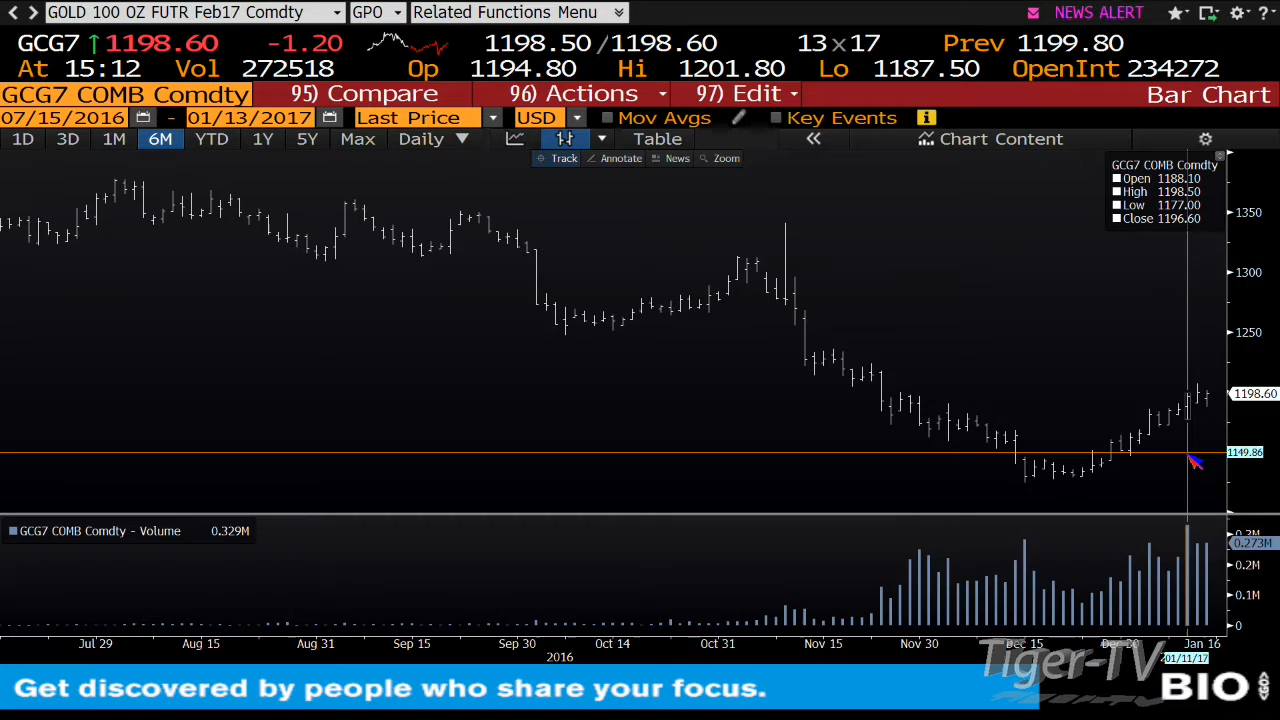 GOLD 100 OZ FUTR Feb17 Comdty GPO Related Functions Menu NEWS ALERT ?
GCG7 ↑1198.60 -1.20 1198.50/1198.60 13x17 Prev 1199.80
At 15:12 Vol 272518 Op 1194.80 Hi 1201.80 Lo 1187.50 OpenInt 234272
GCG7 COMB Comdty 95) Compare 96) Actions 97) Edit Bar Chart
07/15/2016 - 01/13/2017 Last Price USD Mov Avgs Key Events
1D 3D 1M 6M YTD 1Y 5Y Max Daily Table Chart Content
Track Annotate News Zoom
GCG7 COMB Comdty
Open 1188.10
High 1198.50
Low 1177.00
Close 1196.60
1350
1300
1250
1198.60
1149.86
GCG7 COMB Comdty - Volume 0.329M
0.273M
0.2M
0.1M
0
Jul 29 Aug 15 Aug 31 Sep 15 Sep 30 Oct 14 Oct 31 Nov 15 Nov 30 Dec 15 Dec 30 Jan 16
2016 01/11/17
Tiger-TV
Get discovered by people who share your focus. BIO